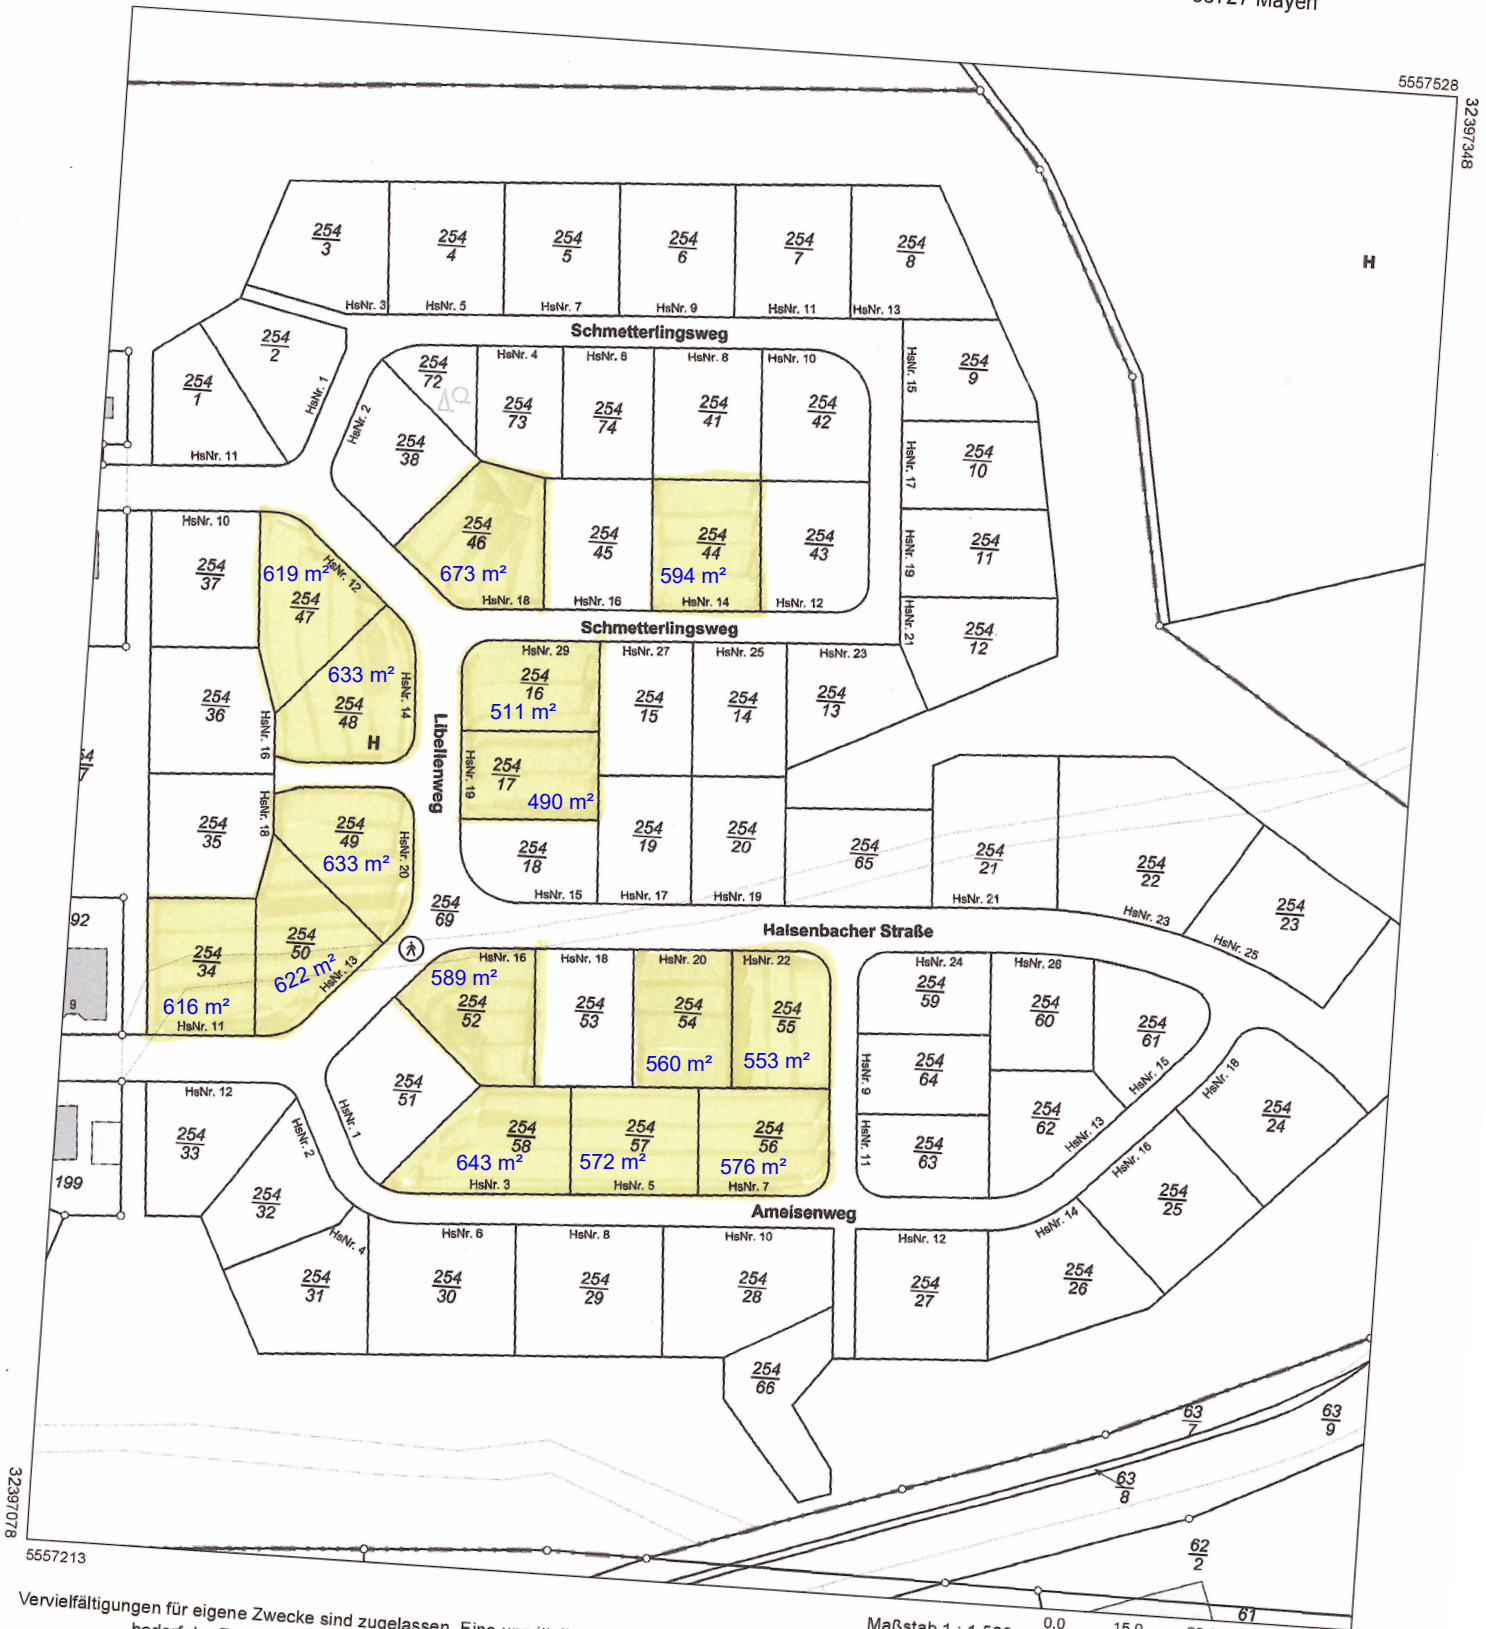 56727 Mayen
5557528
32397348
H
254
3
254
4
254
5
254
6
254
7
254
8
HsNr. 3
HsNr. 5
HsNr. 7
HsNr. 9
HsNr. 11
HsNr. 13
Schmetterlingsweg
254
2
254
1
HsNr. 1
HsNr. 11
254
72
HsNr. 4
HsNr. 6
HsNr. 8
HsNr. 10
HsNr. 2
254
38
254
73
254
74
254
41
254
42
HsNr. 15
254
9
HsNr. 17
254
10
HsNr. 19
254
11
HsNr. 21
254
12
HsNr. 10
254
37
619 m²
HsNr. 12
254
47
254
46
673 m²
HsNr. 18
254
45
HsNr. 16
254
44
594 m²
HsNr. 14
254
43
HsNr. 12
Schmetterlingsweg
HsNr. 29
254
16
511 m²
HsNr. 27
254
15
HsNr. 25
254
14
HsNr. 23
254
13
633 m²
254
48
HsNr. 14
H
254
36
HsNr. 16
Libellenweg
HsNr. 19
254
17
490 m²
254
35
HsNr. 18
254
49
633 m²
HsNr. 20
254
18
HsNr. 15
254
19
HsNr. 17
254
20
HsNr. 19
254
65
254
21
HsNr. 21
254
22
HsNr. 23
254
23
HsNr. 25
254
69
Halsenbacher Straße
92
9
254
34
616 m²
HsNr. 11
254
50
622 m²
HsNr. 13
HsNr. 16
589 m²
254
52
HsNr. 18
254
53
HsNr. 20
254
54
560 m²
HsNr. 22
254
55
553 m²
HsNr. 24
254
59
HsNr. 26
254
60
254
61
HsNr. 15
HsNr. 9
254
64
HsNr. 11
254
63
254
62
HsNr. 13
HsNr. 18
254
24
HsNr. 12
254
33
HsNr. 2
254
51
HsNr. 1
254
58
643 m²
HsNr. 3
254
57
572 m²
HsNr. 5
254
56
576 m²
HsNr. 7
HsNr. 16
254
25
199
254
32
Ameisenweg
HsNr. 4
254
31
HsNr. 6
254
30
HsNr. 8
254
29
HsNr. 10
254
28
HsNr. 12
254
27
HsNr. 14
254
26
254
66
63
7
63
9
63
8
62
2
61
32397078
5557213
Vervielfältigungen für eigene Zwecke sind zugelassen. Eine
Maßstab 1 : 1 500
0,0
15,0